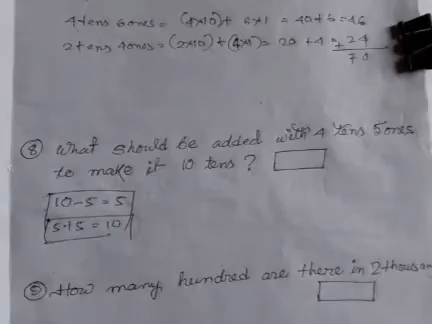 4 tens 6 ones = (4×10) + 6×1 = 40 + 6 = 46
2 tens 4 ones = (2×10) + (4×1) = 20 + 4 = + 24
70
⑧ What should be added with 4 tens 5 ones
to make it 10 tens?
10 - 5 = 5
5 + 5 = 10
⑨ How many hundred are there in 2 thousan